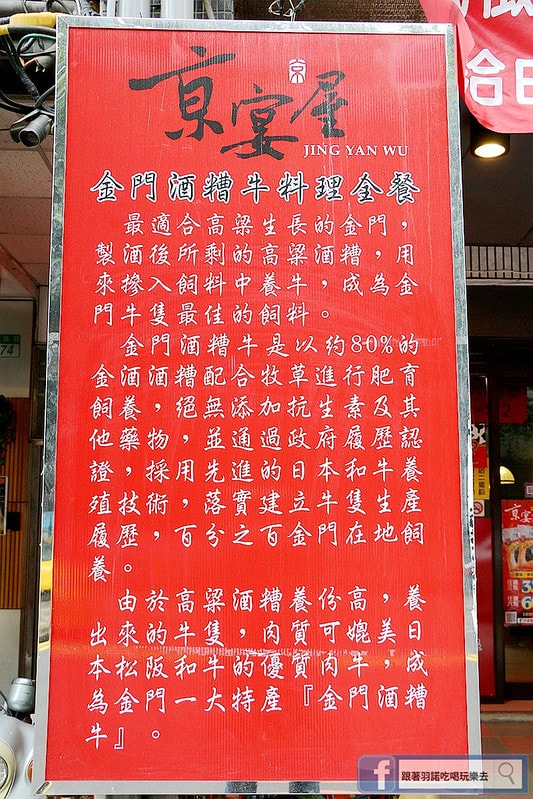 京宴屋
京
JING YAN WU
金門酒糟牛料理全餐
最適合高梁生長的金門，
製酒後所剩的高粱酒糟，用
來摻入飼料中養牛，成為金
門牛隻最佳的飼料。
金門酒糟牛是以約80%的
金酒酒糟配合牧草進行肥育
飼養，絕無添加抗生素及其
他藥物，並通過政府履歷認
證，採用先進的日本和牛養
殖技術，落實建立牛隻生產
履歷，百分之百金門在地飼
養。
由於高粱酒糟養份高，養
出來的牛隻，肉質可媲美日
本松阪和牛的優質肉牛，成
為金門一大特產『金門酒糟
牛』。
74
京宴
f 跟著羽諾吃喝玩樂去